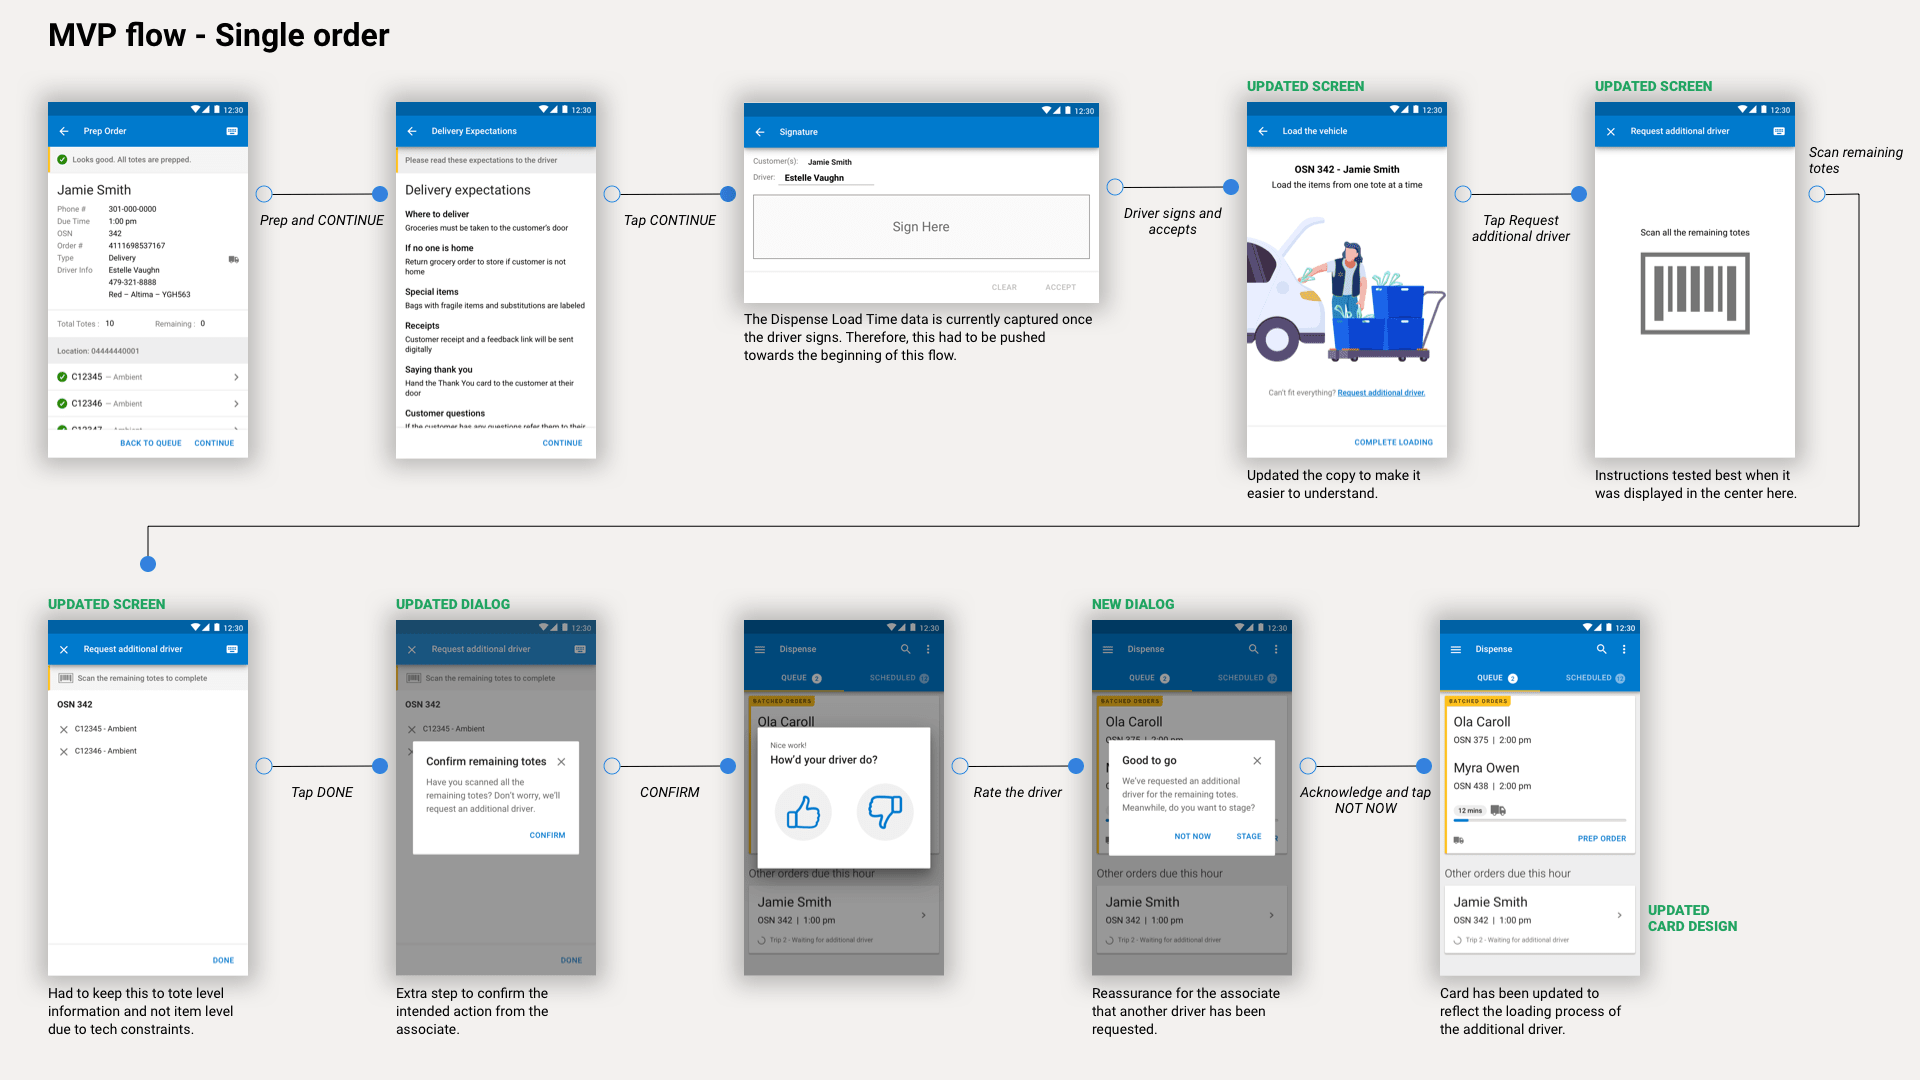 MVP flow - Single order
12:30
Prep Order
Looks good. All totes are prepped.
Jamie Smith
Phone # 301-000-0000
Due Time 1:00 pm
OSN 342
Order # 4111698537167
Type Delivery
Driver Info Estelle Vaughn
479-321-8888
Red – Altima – YGH563
Total Totes : 10 Remaining : 0
Location: 04444440001
C12345 – Ambient
C12346 – Ambient
C12347 – Ambient
BACK TO QUEUE CONTINUE
Prep and CONTINUE
12:30
Delivery Expectations
Please read these expectations to the driver
Delivery expectations
Where to deliver
Groceries must be taken to the customer's door
If no one is home
Return grocery order to store if customer is not
home
Special items
Bags with fragile items and substitutions are labeled
Receipts
Customer receipt and a feedback link will be sent
digitally
Saying thank you
Hand the Thank You card to the customer at their
door
Customer questions
If the customer has any questions refer them to their
CONTINUE
Tap CONTINUE
12:30
Signature
Customer(s): Jamie Smith
Driver: Estelle Vaughn
Sign Here
CLEAR ACCEPT
The Dispense Load Time data is currently captured once
the driver signs. Therefore, this had to be pushed
towards the beginning of this flow.
Driver signs and
accepts
UPDATED SCREEN
12:30
Load the vehicle
OSN 342 - Jamie Smith
Load the items from one tote at a time
Can't fit everything? Request additional driver.
COMPLETE LOADING
Updated the copy to make it
easier to understand.
Tap Request
additional driver
UPDATED SCREEN
12:30
Request additional driver
Scan all the remaining totes
Instructions tested best when it
was displayed in the center here.
Scan remaining
totes
UPDATED SCREEN
12:30
Request additional driver
Scan the remaining totes to complete
OSN 342
C12345 - Ambient
C12346 - Ambient
DONE
Had to keep this to tote level
information and not item level
due to tech constraints.
Tap DONE
UPDATED DIALOG
12:30
Request additional driver
Scan the remaining totes to complete
OSN 342
C12345 - Ambient
Confirm remaining totes
Have you scanned all the
remaining totes? Don't worry, we'll
request an additional driver.
CONFIRM
DONE
Extra step to confirm the
intended action from the
associate.
CONFIRM
12:30
Dispense
QUEUE 2 SCHEDULED 12
BATCHED ORDERS
Ola Caroll
Nice work!
How'd your driver do?
Other orders due this hour
Jamie Smith
OSN 342 | 1:00 pm
Trip 2 - Waiting for additional driver
Rate the driver
NEW DIALOG
12:30
Dispense
QUEUE 2 SCHEDULED 12
BATCHED ORDERS
Ola Caroll
OSN 375 | 2:00 pm
Good to go
We've requested an additional
driver for the remaining totes.
Meanwhile, do you want to stage?
NOT NOW STAGE
Other orders due this hour
Jamie Smith
OSN 342 | 1:00 pm
Trip 2 - Waiting for additional driver
Reassurance for the associate
that another driver has been
requested.
Acknowledge and tap
NOT NOW
12:30
Dispense
QUEUE 2 SCHEDULED 12
BATCHED ORDERS
Ola Caroll
OSN 375 | 2:00 pm
Myra Owen
OSN 438 | 2:00 pm
12 mins
PREP ORDER
Other orders due this hour
Jamie Smith
OSN 342 | 1:00 pm
Trip 2 - Waiting for additional driver
UPDATED
CARD DESIGN
Card has been updated to
reflect the loading process of
the additional driver.